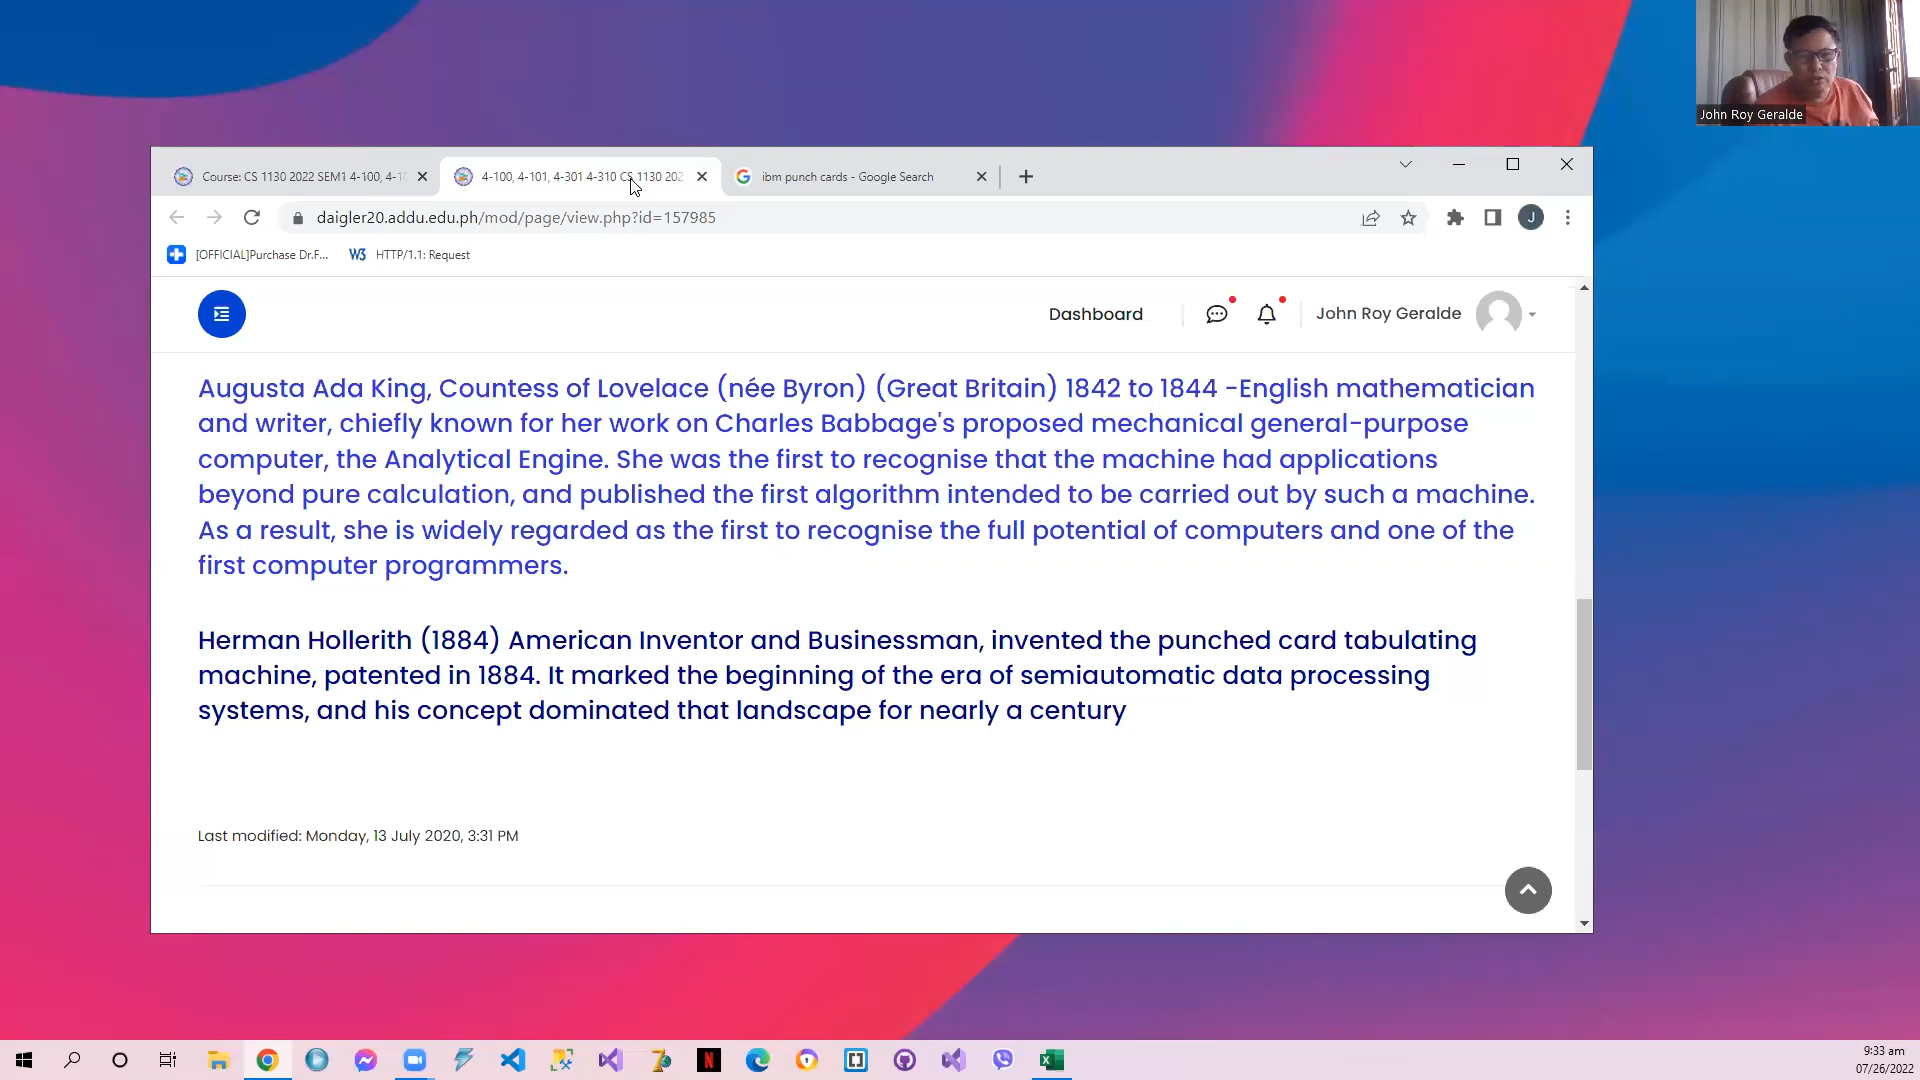 John Roy Geralde
Course: CS 1130 2022 SEM1 4-100, 4-10
4-100, 4-101, 4-301 4-310 CS 1130 202
ibm punch cards - Google Search
daigler20.addu.edu.ph/mod/page/view.php?id=157985
J
[OFFICIAL]Purchase Dr.F...
W3 HTTP/1.1: Request
Dashboard
John Roy Geralde
Augusta Ada King, Countess of Lovelace (née Byron) (Great Britain) 1842 to 1844 -English mathematician
and writer, chiefly known for her work on Charles Babbage's proposed mechanical general-purpose
computer, the Analytical Engine. She was the first to recognise that the machine had applications
beyond pure calculation, and published the first algorithm intended to be carried out by such a machine.
As a result, she is widely regarded as the first to recognise the full potential of computers and one of the
first computer programmers.
Herman Hollerith (1884) American Inventor and Businessman, invented the punched card tabulating
machine, patented in 1884. It marked the beginning of the era of semiautomatic data processing
systems, and his concept dominated that landscape for nearly a century
Last modified: Monday, 13 July 2020, 3:31 PM
9:33 am
07/26/2022